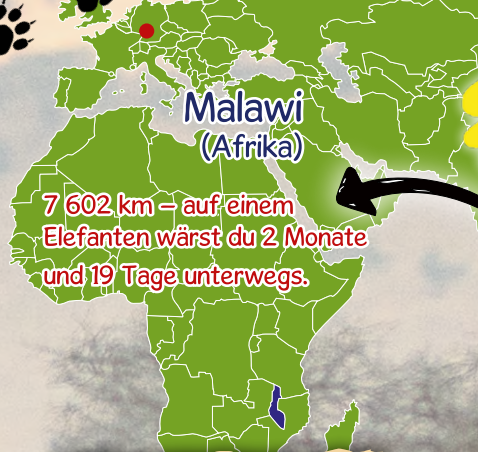 Malawi
(Afrika)
7 602 km – auf einem
Elefanten wärst du 2 Monate
und 19 Tage unterwegs.